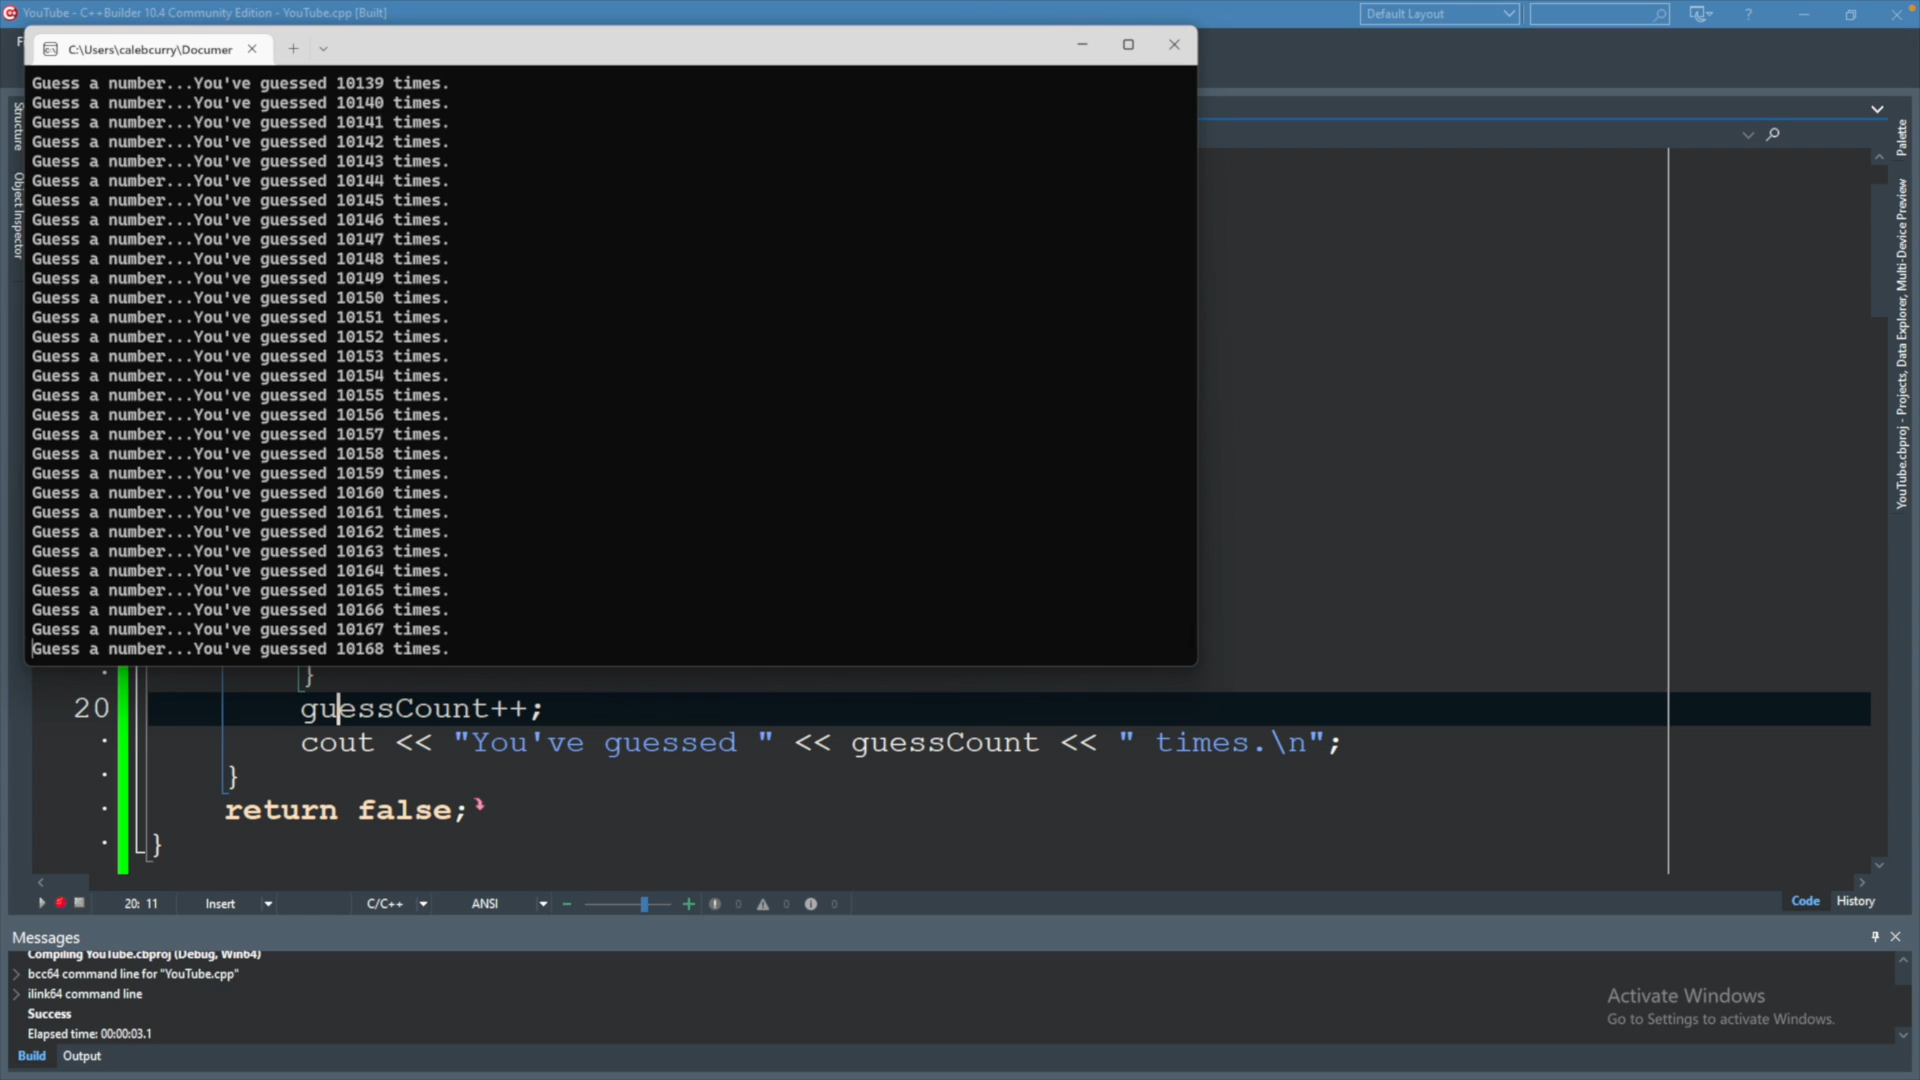 YouTube - C++Builder 10.4 Community Edition - YouTube.cpp [Built]
Default Layout
?
C:\Users\calebcurry\Documer
Guess a number...You've guessed 10139 times.
Guess a number...You've guessed 10140 times.
Guess a number...You've guessed 10141 times.
Guess a number...You've guessed 10142 times.
Guess a number...You've guessed 10143 times.
Guess a number...You've guessed 10144 times.
Guess a number...You've guessed 10145 times.
Guess a number...You've guessed 10146 times.
Guess a number...You've guessed 10147 times.
Guess a number...You've guessed 10148 times.
Guess a number...You've guessed 10149 times.
Guess a number...You've guessed 10150 times.
Guess a number...You've guessed 10151 times.
Guess a number...You've guessed 10152 times.
Guess a number...You've guessed 10153 times.
Guess a number...You've guessed 10154 times.
Guess a number...You've guessed 10155 times.
Guess a number...You've guessed 10156 times.
Guess a number...You've guessed 10157 times.
Guess a number...You've guessed 10158 times.
Guess a number...You've guessed 10159 times.
Guess a number...You've guessed 10160 times.
Guess a number...You've guessed 10161 times.
Guess a number...You've guessed 10162 times.
Guess a number...You've guessed 10163 times.
Guess a number...You've guessed 10164 times.
Guess a number...You've guessed 10165 times.
Guess a number...You've guessed 10166 times.
Guess a number...You've guessed 10167 times.
Guess a number...You've guessed 10168 times.
Structure
Object Inspector
Palette
YouTube.cbproj - Projects, Data Explorer, Multi-Device Preview
}
20 guessCount++;
cout << "You've guessed " << guessCount << " times.\n";
}
return false;
}
20: 11 Insert C/C++ ANSI 0 0 0
Code History
Messages
Compiling YouTube.cbproj (Debug, Win64)
bcc64 command line for "YouTube.cpp"
ilink64 command line
Success
Elapsed time: 00:00:03.1
Build Output
Activate Windows
Go to Settings to activate Windows.